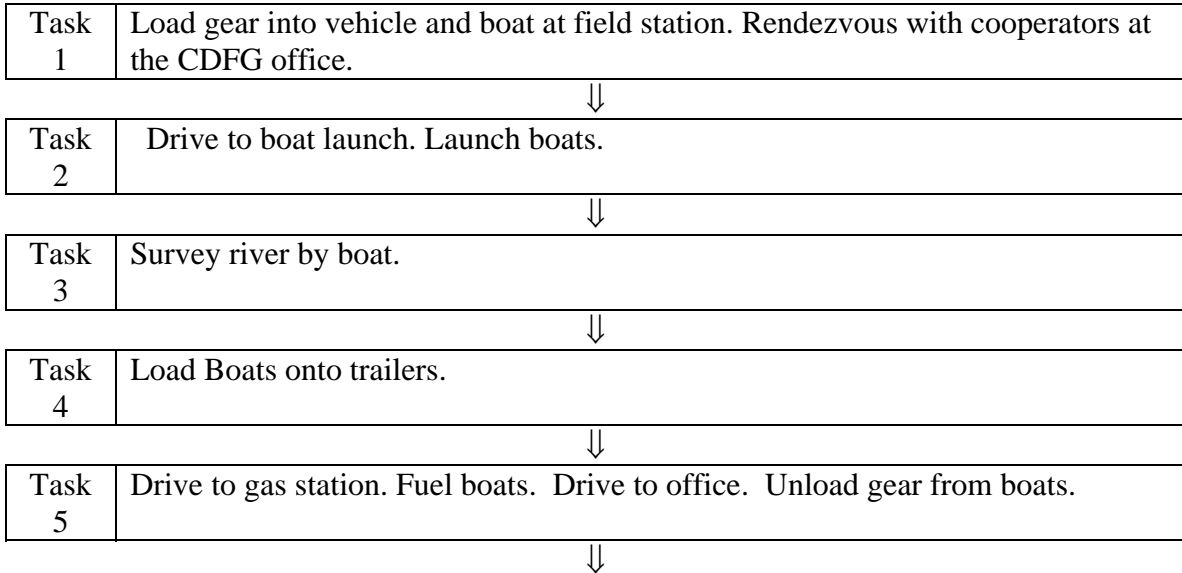 Task Load gear into vehicle and boat at field station. Rendezvous with cooperators at
1 the CDFG office.
⇓
Task Drive to boat launch. Launch boats.
2
⇓
Task Survey river by boat.
3
⇓
Task Load Boats onto trailers.
4
⇓
Task Drive to gas station. Fuel boats.  Drive to office.  Unload gear from boats.
5
⇓